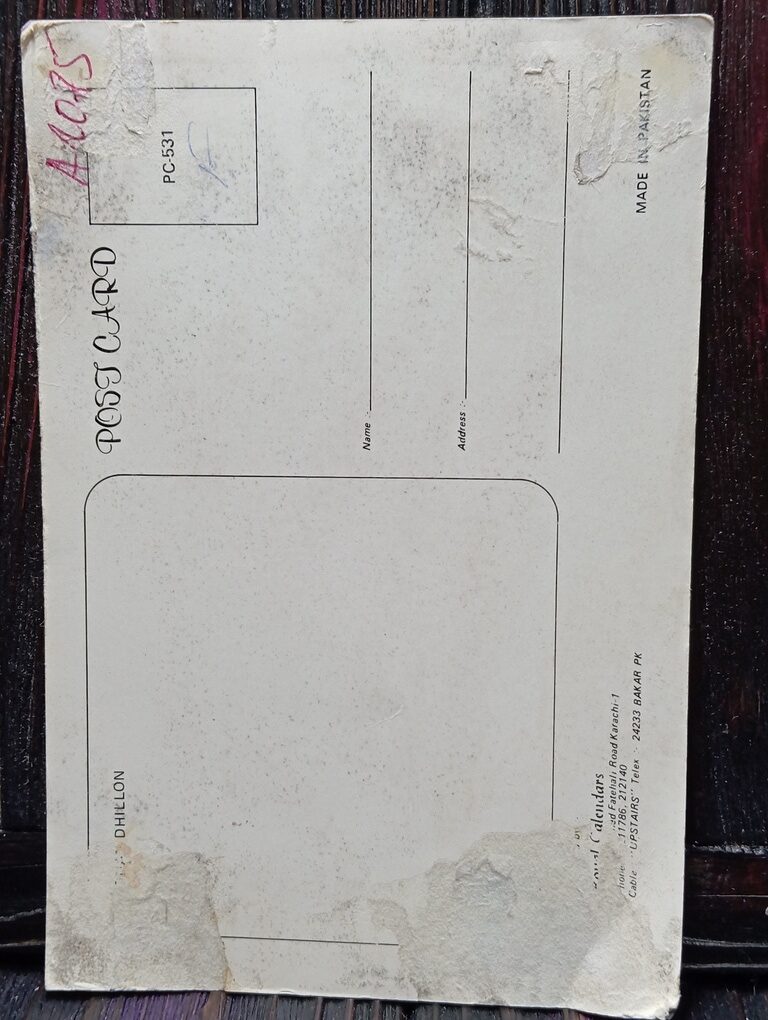 DHILLON
POST CARD
PC-531
Name :-
Address :-
Calendars
Fatehali Road Karachi-1
11786, 212140
Cable "UPSTAIRS" Telex :- 24233 BAKAR PK
MADE IN PAKISTAN